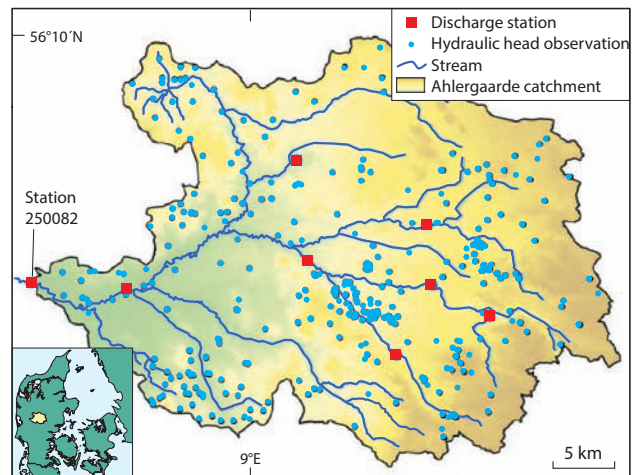 56°10´N
Discharge station
Hydraulic head observation
Stream
Ahlergaarde catchment
Station
250082
9°E
5 km